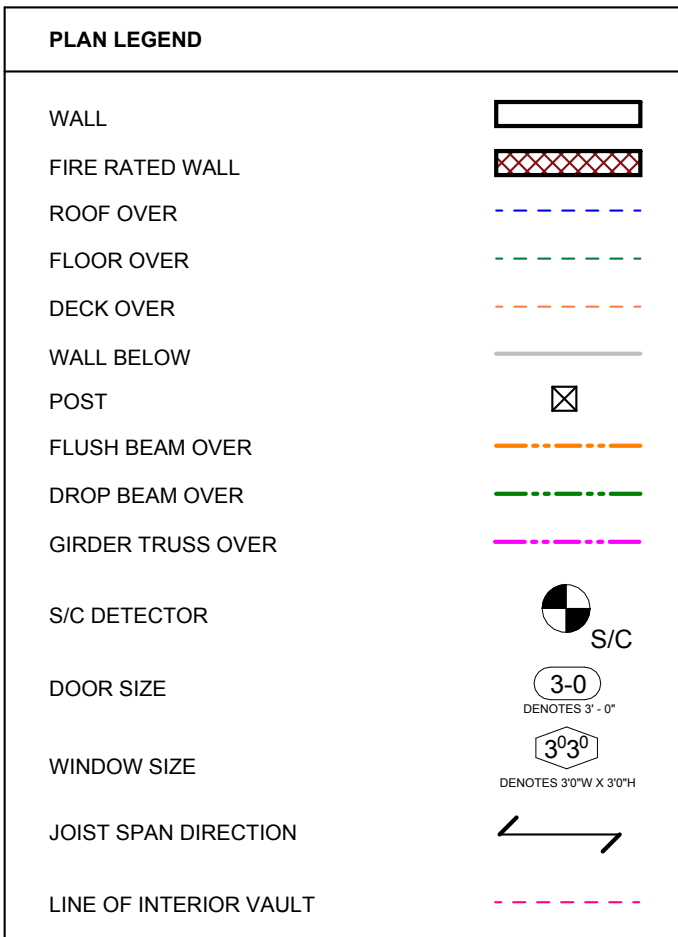 PLAN LEGEND
WALL
FIRE RATED WALL
ROOF OVER
FLOOR OVER
DECK OVER
WALL BELOW
POST
FLUSH BEAM OVER
DROP BEAM OVER
GIRDER TRUSS OVER
S/C DETECTOR
S/C
DOOR SIZE
3-0
DENOTES 3' - 0"
WINDOW SIZE
3⁰3⁰
DENOTES 3'0"W X 3'0"H
JOIST SPAN DIRECTION
LINE OF INTERIOR VAULT